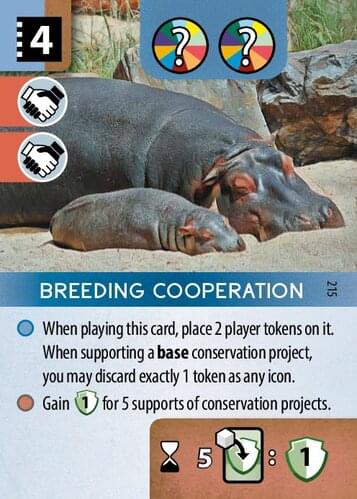 4
? ?
BREEDING COOPERATION 215
When playing this card, place 2 player tokens on it.
When supporting a base conservation project,
you may discard exactly 1 token as any icon.
Gain 1 for 5 supports of conservation projects.
5 : 1